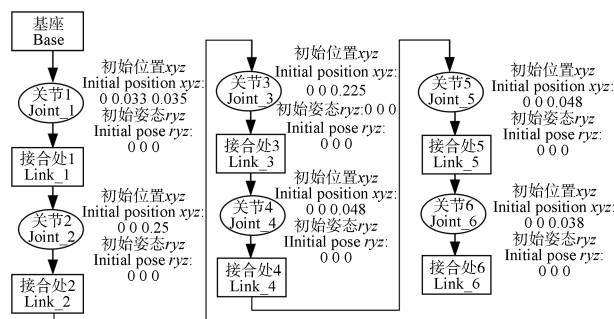 基座
Base
关节1
Joint_1
初始位置xyz
Initial position xyz:
0 0.033 0.035
初始姿态ryz
Initial pose ryz:
0 0 0
接合处1
Link_1
关节2
Joint_2
初始位置xyz
Initial position xyz:
0 0 0.25
初始姿态ryz
Initial pose ryz:
0 0 0
接合处2
Link_2
关节3
Joint_3
初始位置xyz
Initial position xyz:
0 0 0.225
初始姿态ryz:0 0 0
Initial pose ryz:
0 0 0
接合处3
Link_3
关节4
Joint_4
初始位置xyz
Initial position xyz:
0 0 0.048
初始姿态ryz
IInitial pose ryz:
0 0 0
接合处4
Link_4
关节5
Joint_5
初始位置xyz
Initial position xyz:
0 0 0.048
初始姿态ryz
Initial pose ryz:
0 0 0
接合处5
Link_5
关节6
Joint_6
初始位置xyz
Initial position xyz:
0 0 0.038
初始姿态ryz
Initial pose ryz:
0 0 0
接合处6
Link_6